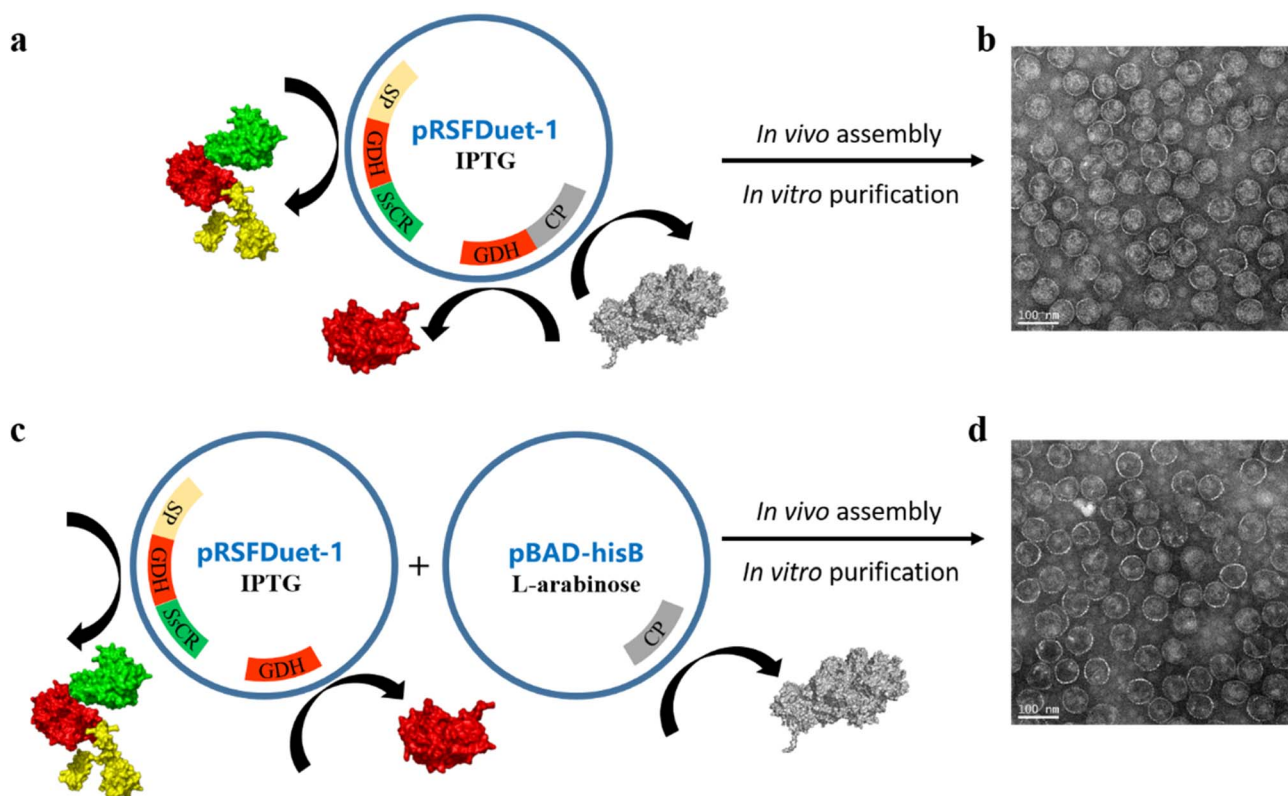 a
b
SP
GDH
SsCR
pRSFDuet-1
IPTG
GDH
CP
In vivo assembly
In vitro purification
100 nm
c
d
SP
GDH
SsCR
GDH
pRSFDuet-1
IPTG
+
pBAD-hisB
L-arabinose
CP
In vivo assembly
In vitro purification
100 nm